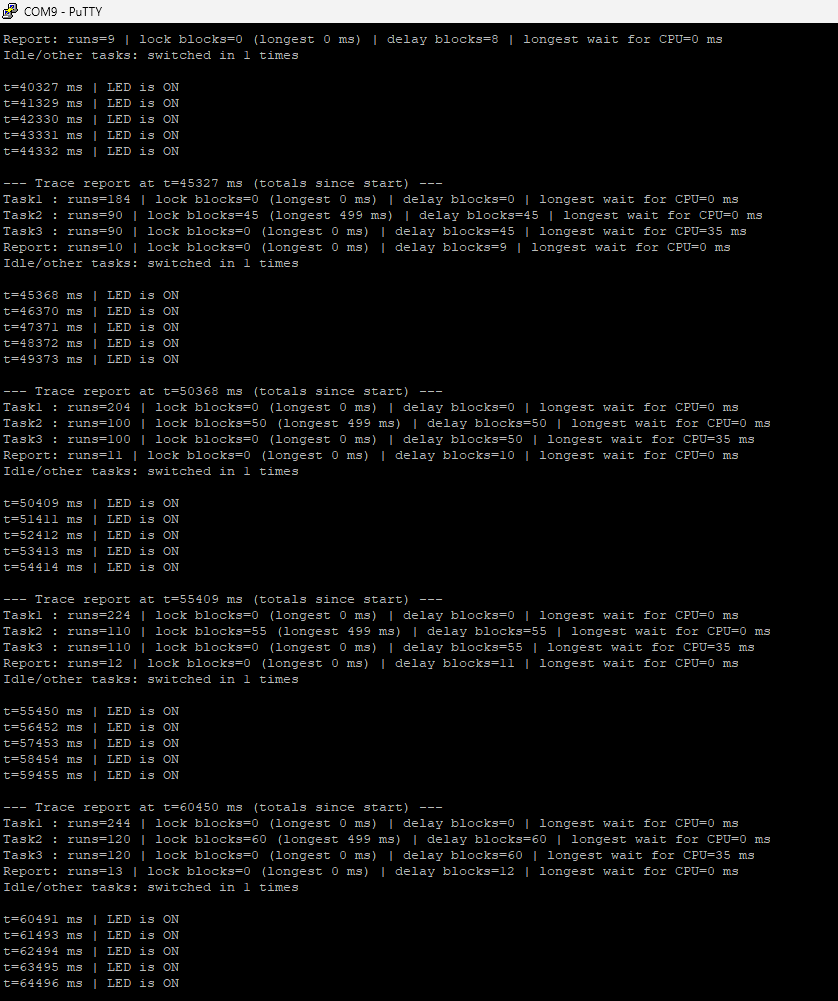 COM9 - PuTTY
Report: runs=9 | lock blocks=0 (longest 0 ms) | delay blocks=8 | longest wait for CPU=0 ms
Idle/other tasks: switched in 1 times
t=40327 ms | LED is ON
t=41329 ms | LED is ON
t=42330 ms | LED is ON
t=43331 ms | LED is ON
t=44332 ms | LED is ON
--- Trace report at t=45327 ms (totals since start) ---
Task1 : runs=184 | lock blocks=0 (longest 0 ms) | delay blocks=0 | longest wait for CPU=0 ms
Task2 : runs=90 | lock blocks=45 (longest 499 ms) | delay blocks=45 | longest wait for CPU=0 ms
Task3 : runs=90 | lock blocks=0 (longest 0 ms) | delay blocks=45 | longest wait for CPU=35 ms
Report: runs=10 | lock blocks=0 (longest 0 ms) | delay blocks=9 | longest wait for CPU=0 ms
Idle/other tasks: switched in 1 times
t=45368 ms | LED is ON
t=46370 ms | LED is ON
t=47371 ms | LED is ON
t=48372 ms | LED is ON
t=49373 ms | LED is ON
--- Trace report at t=50368 ms (totals since start) ---
Task1 : runs=204 | lock blocks=0 (longest 0 ms) | delay blocks=0 | longest wait for CPU=0 ms
Task2 : runs=100 | lock blocks=50 (longest 499 ms) | delay blocks=50 | longest wait for CPU=0 ms
Task3 : runs=100 | lock blocks=0 (longest 0 ms) | delay blocks=50 | longest wait for CPU=35 ms
Report: runs=11 | lock blocks=0 (longest 0 ms) | delay blocks=10 | longest wait for CPU=0 ms
Idle/other tasks: switched in 1 times
t=50409 ms | LED is ON
t=51411 ms | LED is ON
t=52412 ms | LED is ON
t=53413 ms | LED is ON
t=54414 ms | LED is ON
--- Trace report at t=55409 ms (totals since start) ---
Task1 : runs=224 | lock blocks=0 (longest 0 ms) | delay blocks=0 | longest wait for CPU=0 ms
Task2 : runs=110 | lock blocks=55 (longest 499 ms) | delay blocks=55 | longest wait for CPU=0 ms
Task3 : runs=110 | lock blocks=0 (longest 0 ms) | delay blocks=55 | longest wait for CPU=35 ms
Report: runs=12 | lock blocks=0 (longest 0 ms) | delay blocks=11 | longest wait for CPU=0 ms
Idle/other tasks: switched in 1 times
t=55450 ms | LED is ON
t=56452 ms | LED is ON
t=57453 ms | LED is ON
t=58454 ms | LED is ON
t=59455 ms | LED is ON
--- Trace report at t=60450 ms (totals since start) ---
Task1 : runs=244 | lock blocks=0 (longest 0 ms) | delay blocks=0 | longest wait for CPU=0 ms
Task2 : runs=120 | lock blocks=60 (longest 499 ms) | delay blocks=60 | longest wait for CPU=0 ms
Task3 : runs=120 | lock blocks=0 (longest 0 ms) | delay blocks=60 | longest wait for CPU=35 ms
Report: runs=13 | lock blocks=0 (longest 0 ms) | delay blocks=12 | longest wait for CPU=0 ms
Idle/other tasks: switched in 1 times
t=60491 ms | LED is ON
t=61493 ms | LED is ON
t=62494 ms | LED is ON
t=63495 ms | LED is ON
t=64496 ms | LED is ON